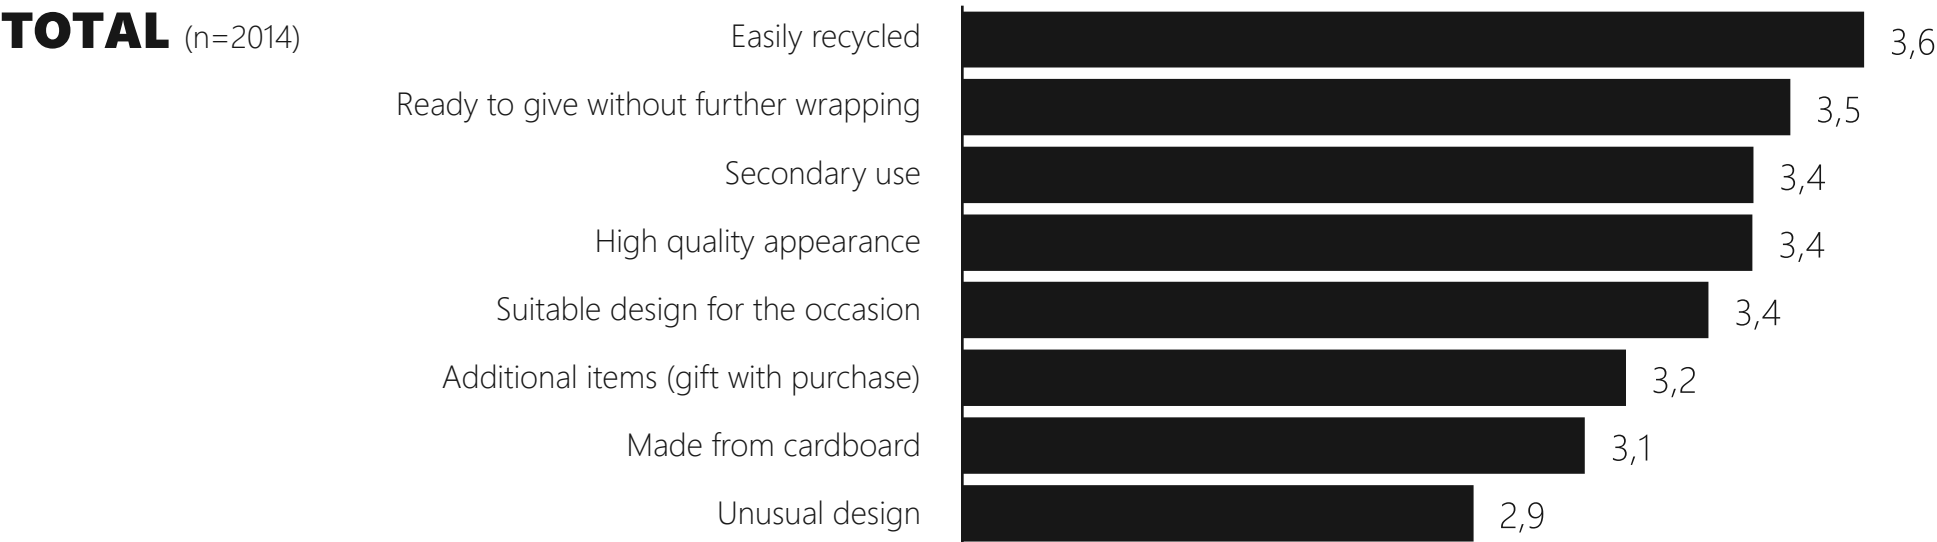 TOTAL (n=2014)
Easily recycled 3,6
Ready to give without further wrapping 3,5
Secondary use 3,4
High quality appearance 3,4
Suitable design for the occasion 3,4
Additional items (gift with purchase) 3,2
Made from cardboard 3,1
Unusual design 2,9